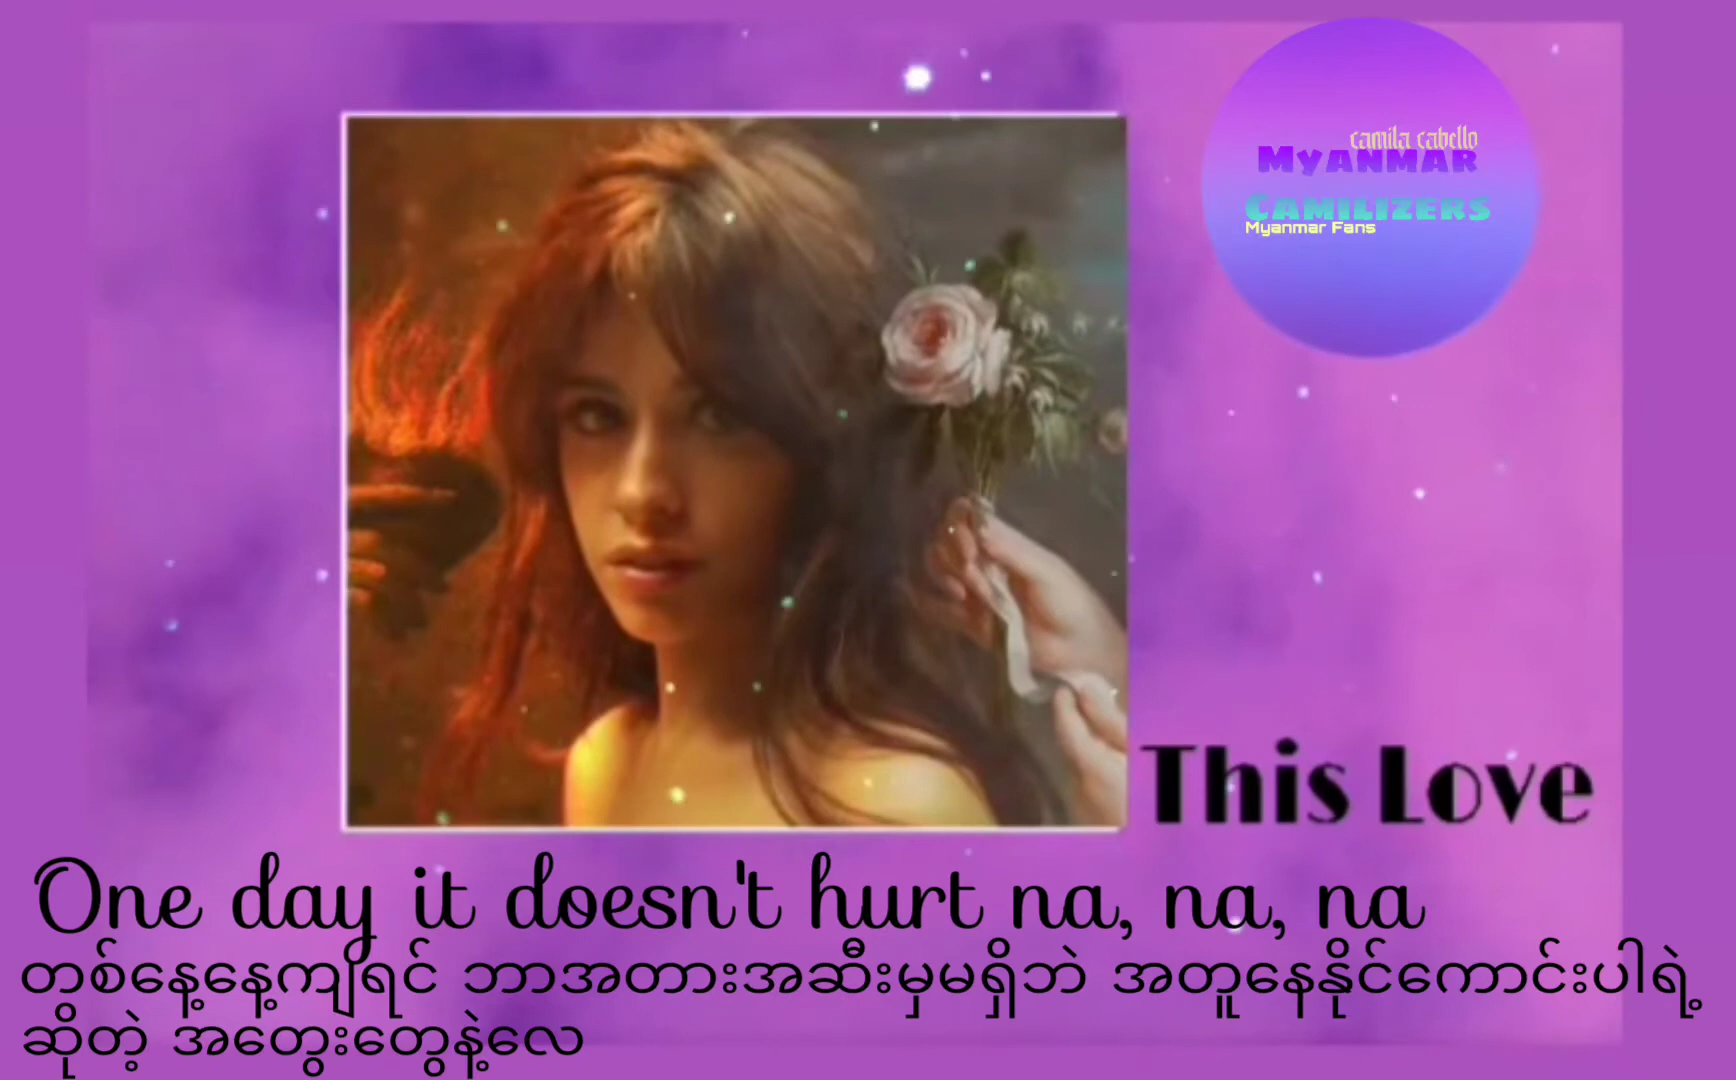 camila cabello
Myanmar
Camilizers
Myanmar Fans
This Love
One day it doesn't hurt na, na, na
တစ်နေ့နေ့ကျရင် ဘာအတားအဆီးမှမရှိဘဲ အတူနေနိုင်ကောင်းပါရဲ့
ဆိုတဲ့ အတွေးတွေနဲ့လေ